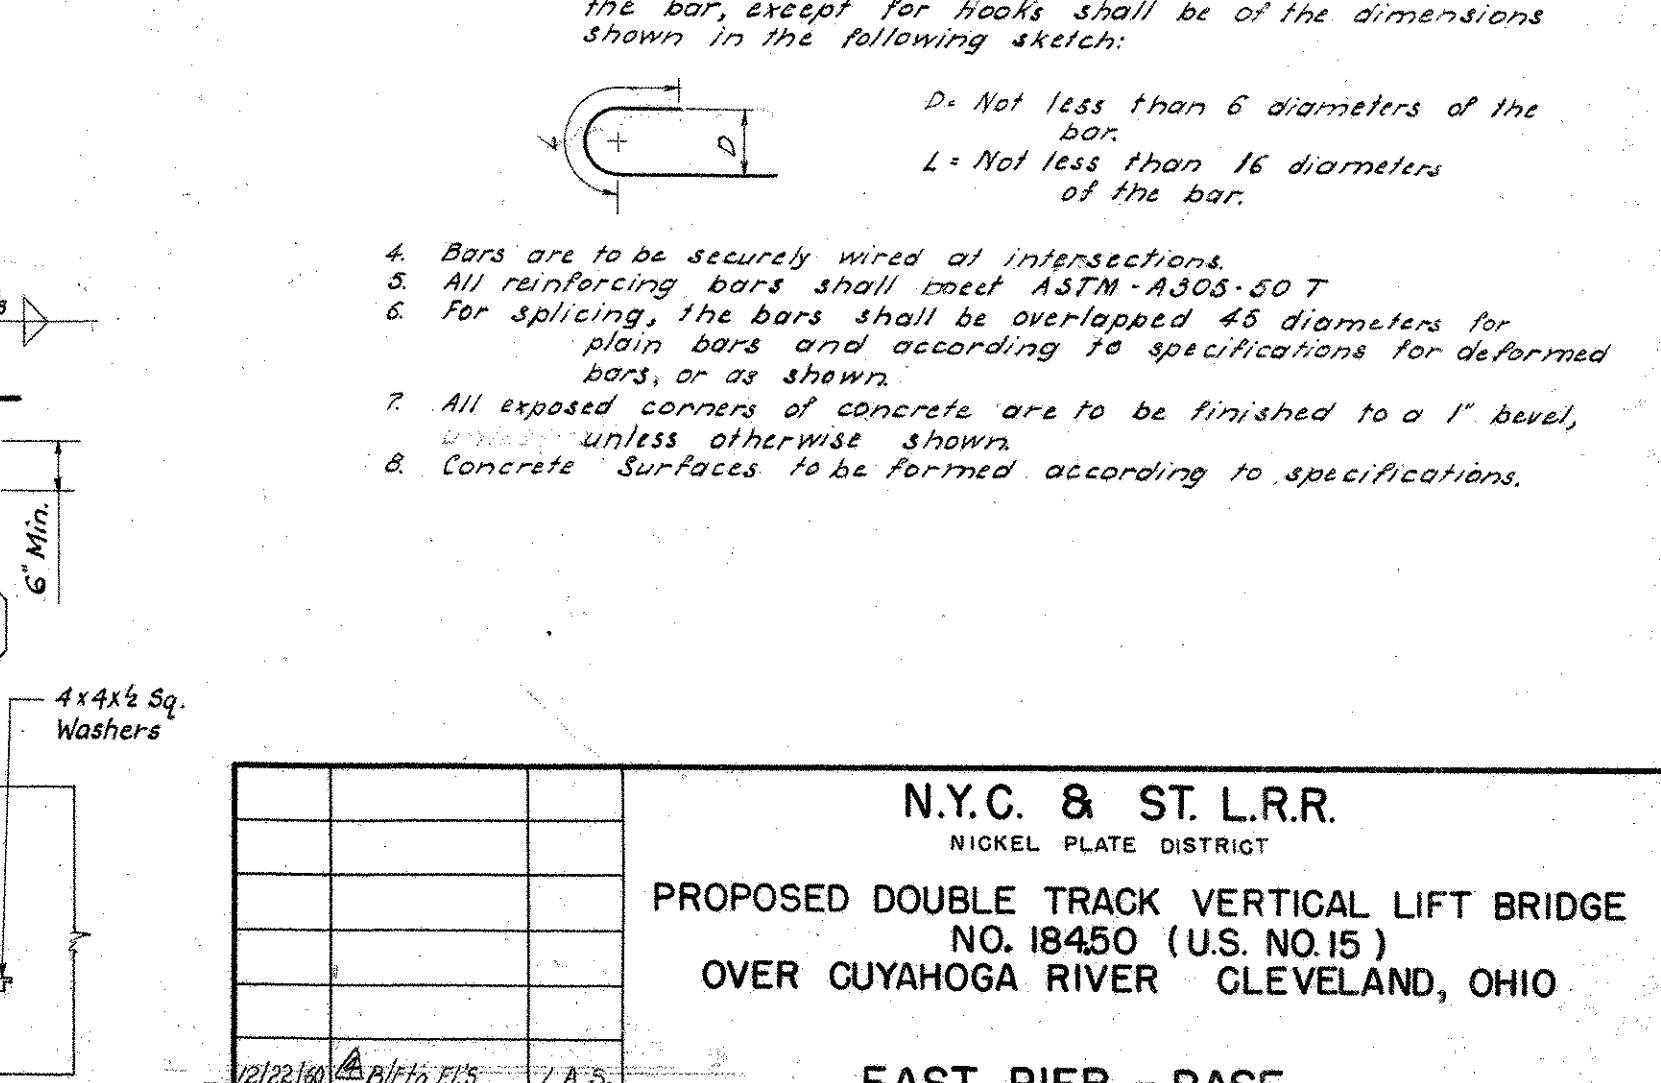 the bar, except for Hooks shall be of the dimensions
shown in the following sketch:
L
D
D= Not less than 6 diameters of the
bar.
L = Not less than 16 diameters
of the bar.
4. Bars are to be securely wired at intersections.
5. All reinforcing bars shall meet ASTM-A305-50 T
6. For splicing, the bars shall be overlapped 45 diameters for
plain bars and according to specifications for deformed
bars, or as shown.
7. All exposed corners of concrete are to be finished to a 1" bevel,
unless otherwise shown.
8. Concrete Surfaces to be formed according to specifications.
6" Min.
4x4x½ Sq.
Washers
N.Y.C. & ST. L.R.R.
NICKEL PLATE DISTRICT
PROPOSED DOUBLE TRACK VERTICAL LIFT BRIDGE
NO. 184.50 (U.S. NO. 15)
OVER CUYAHOGA RIVER CLEVELAND, OHIO
12/22/60 4 B/F to F.I.'S J.A.S.
EAST PIER - BASE